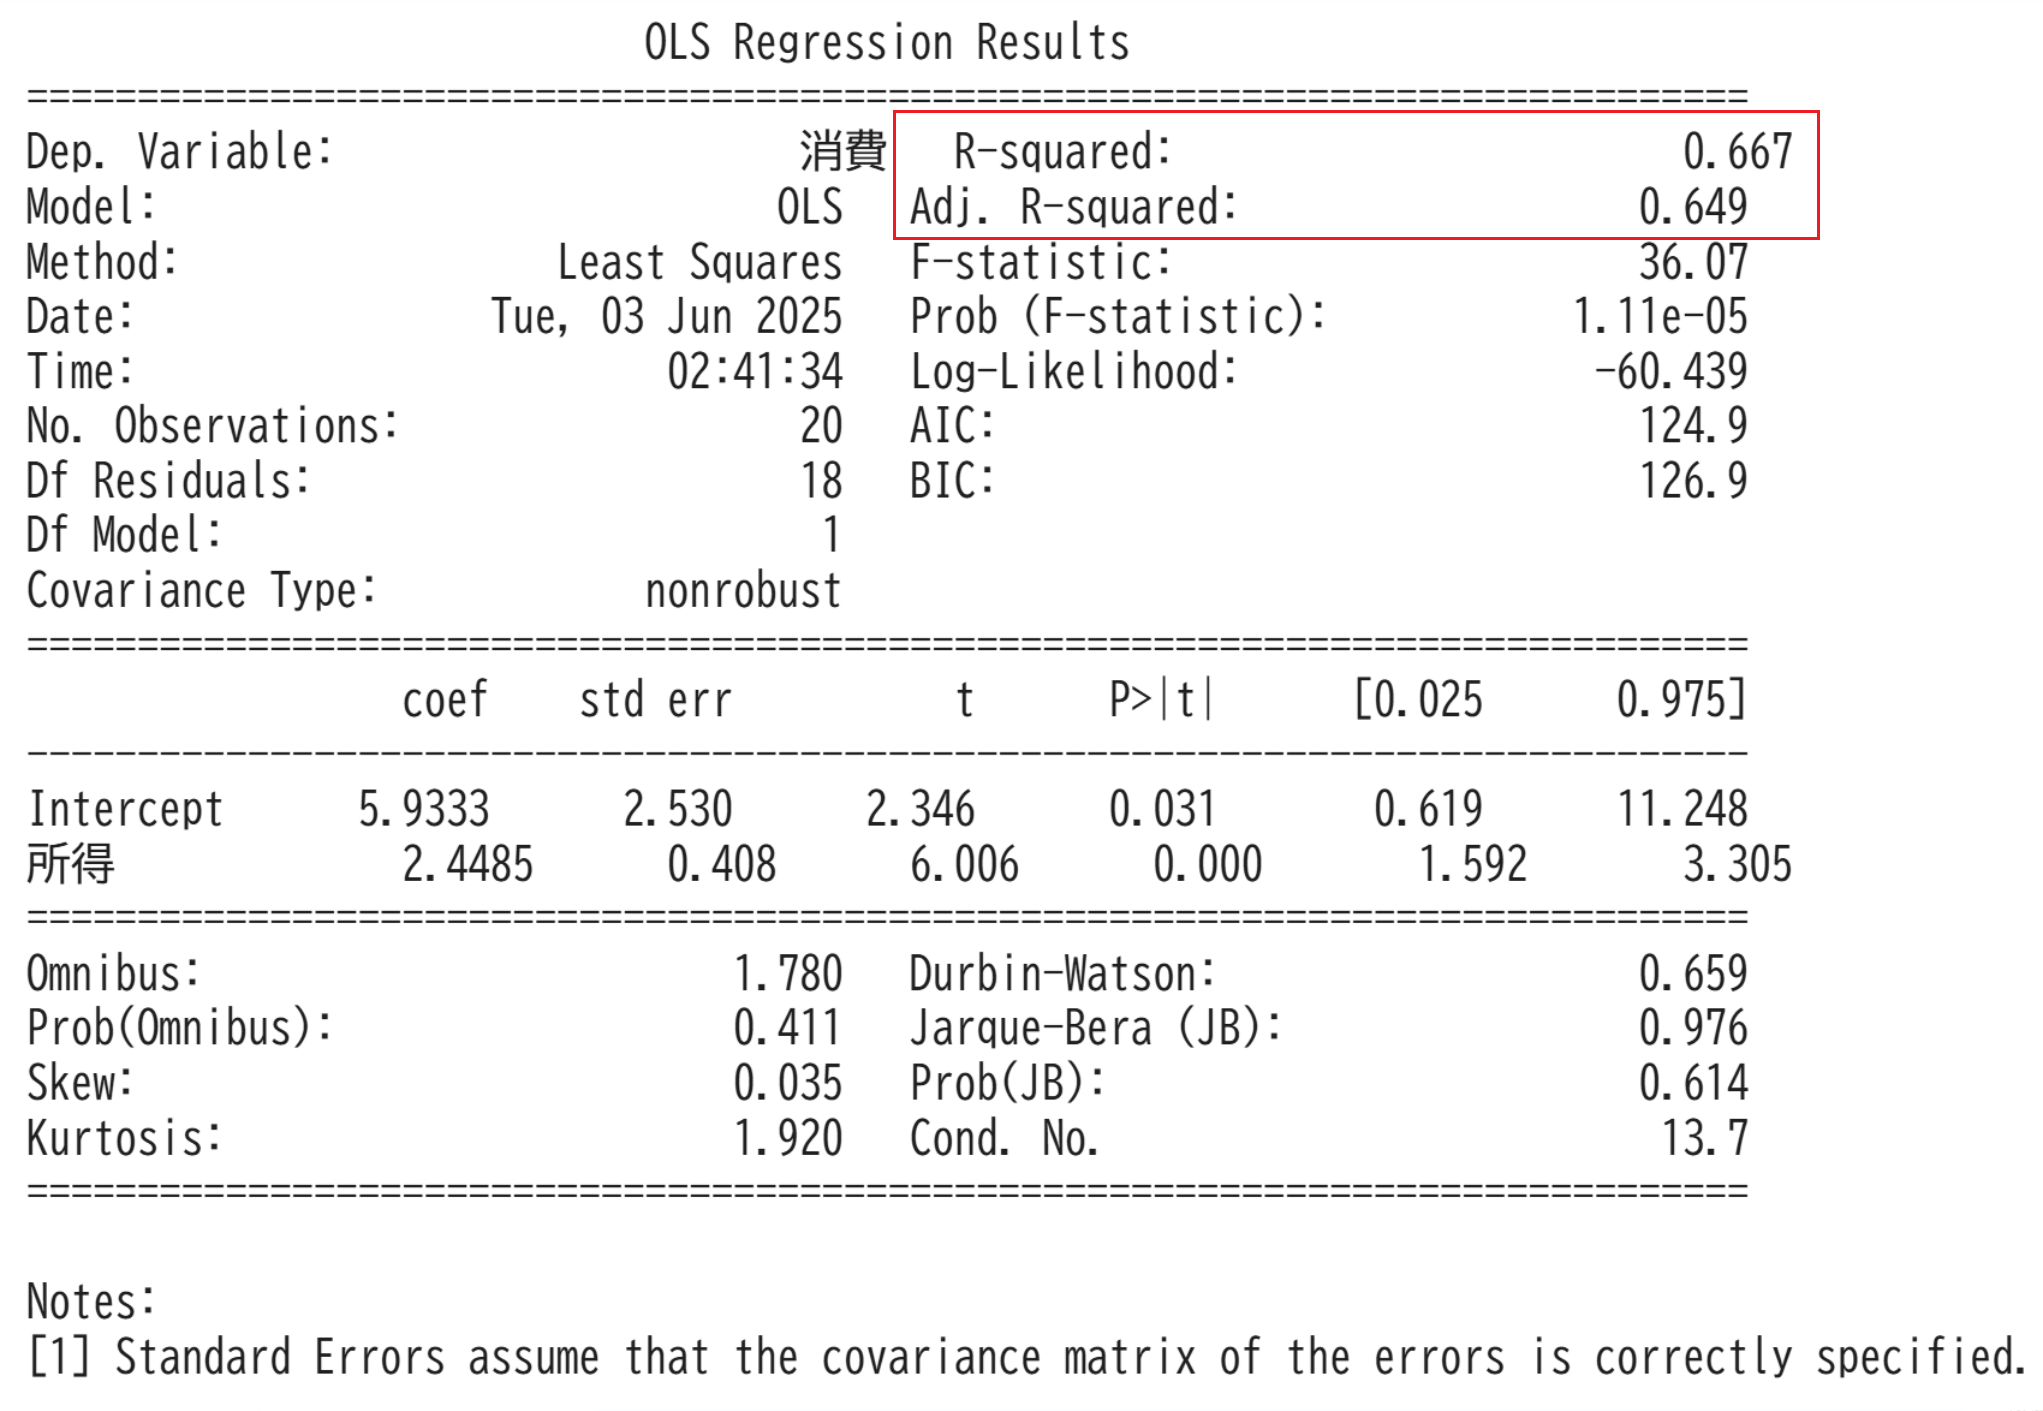 OLS Regression Results
==============================================================================
Dep. Variable: 消費 R-squared: 0.667
Model: OLS Adj. R-squared: 0.649
Method: Least Squares F-statistic: 36.07
Date: Tue, 03 Jun 2025 Prob (F-statistic): 1.11e-05
Time: 02:41:34 Log-Likelihood: -60.439
No. Observations: 20 AIC: 124.9
Df Residuals: 18 BIC: 126.9
Df Model: 1
Covariance Type: nonrobust
==============================================================================
coef std err t P>|t| [0.025 0.975]
------------------------------------------------------------------------------
Intercept 5.9333 2.530 2.346 0.031 0.619 11.248
所得 2.4485 0.408 6.006 0.000 1.592 3.305
==============================================================================
Omnibus: 1.780 Durbin-Watson: 0.659
Prob(Omnibus): 0.411 Jarque-Bera (JB): 0.976
Skew: 0.035 Prob(JB): 0.614
Kurtosis: 1.920 Cond. No. 13.7
==============================================================================
Notes:
[1] Standard Errors assume that the covariance matrix of the errors is correctly specified.